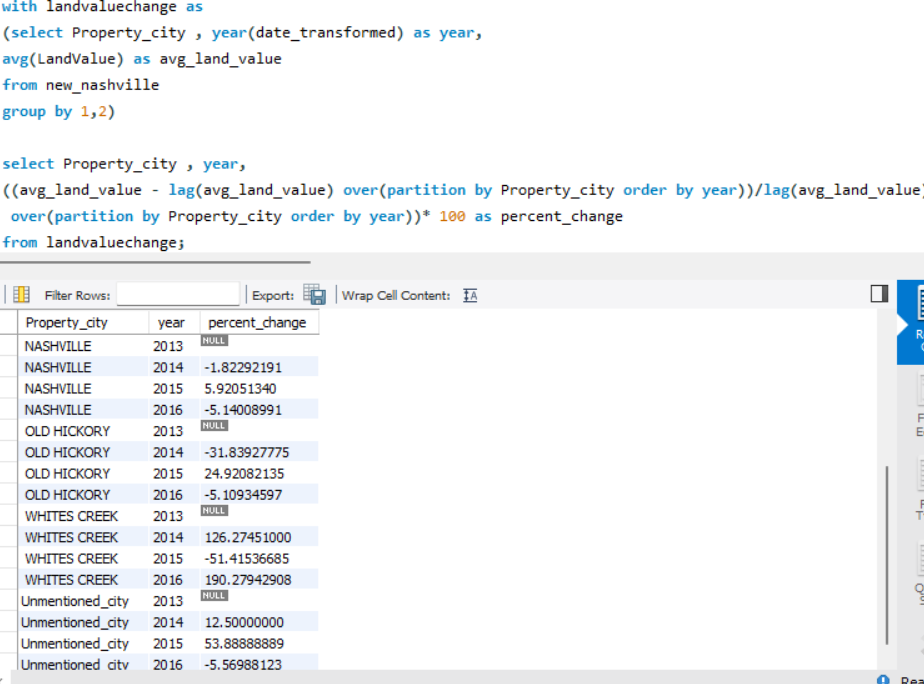 with landvaluechange as
(select Property_city , year(date_transformed) as year,
avg(LandValue) as avg_land_value
from new_nashville
group by 1,2)
select Property_city , year,
((avg_land_value - lag(avg_land_value) over(partition by Property_city order by year))/lag(avg_land_value)
over(partition by Property_city order by year))* 100 as percent_change
from landvaluechange;
Filter Rows: Export: Wrap Cell Content:
Property_city year percent_change
NASHVILLE 2013 NULL
NASHVILLE 2014 -1.82292191
NASHVILLE 2015 5.92051340
NASHVILLE 2016 -5.14008991
OLD HICKORY 2013 NULL
OLD HICKORY 2014 -31.83927775
OLD HICKORY 2015 24.92082135
OLD HICKORY 2016 -5.10934597
WHITES CREEK 2013 NULL
WHITES CREEK 2014 126.27451000
WHITES CREEK 2015 -51.41536685
WHITES CREEK 2016 190.27942908
Unmentioned_city 2013 NULL
Unmentioned_city 2014 12.50000000
Unmentioned_city 2015 53.88888889
Unmentioned_city 2016 -5.56988123